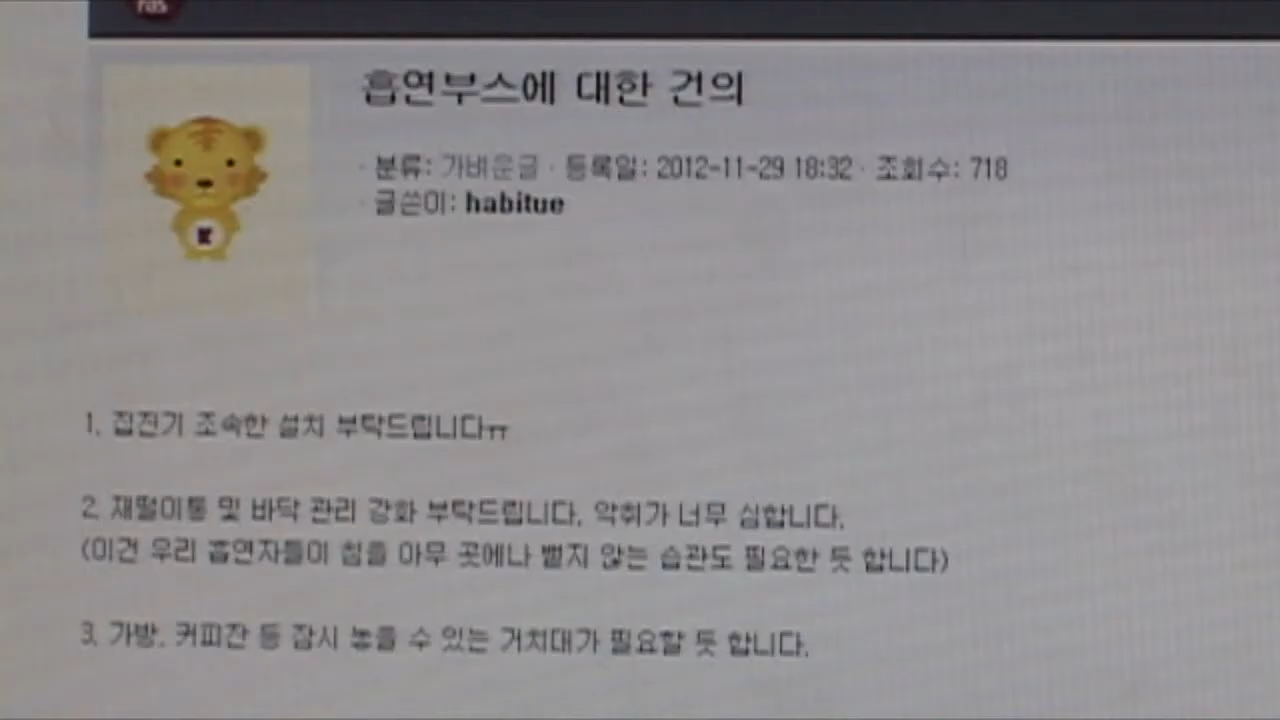 ras
흡연부스에 대한 건의
· 분류: 가벼운글 · 등록일: 2012-11-29 18:32 · 조회수: 718
· 글쓴이: habitue
K
1. 집진기 조속한 설치 부탁드립니다ㅠ
2. 재떨이통 및 바닥 관리 강화 부탁드립니다. 악취가 너무 심합니다.
(이건 우리 흡연자들이 침을 아무 곳에나 뱉지 않는 습관도 필요한 듯 합니다)
3. 가방, 커피잔 등 잠시 놓을 수 있는 거치대가 필요할 듯 합니다.